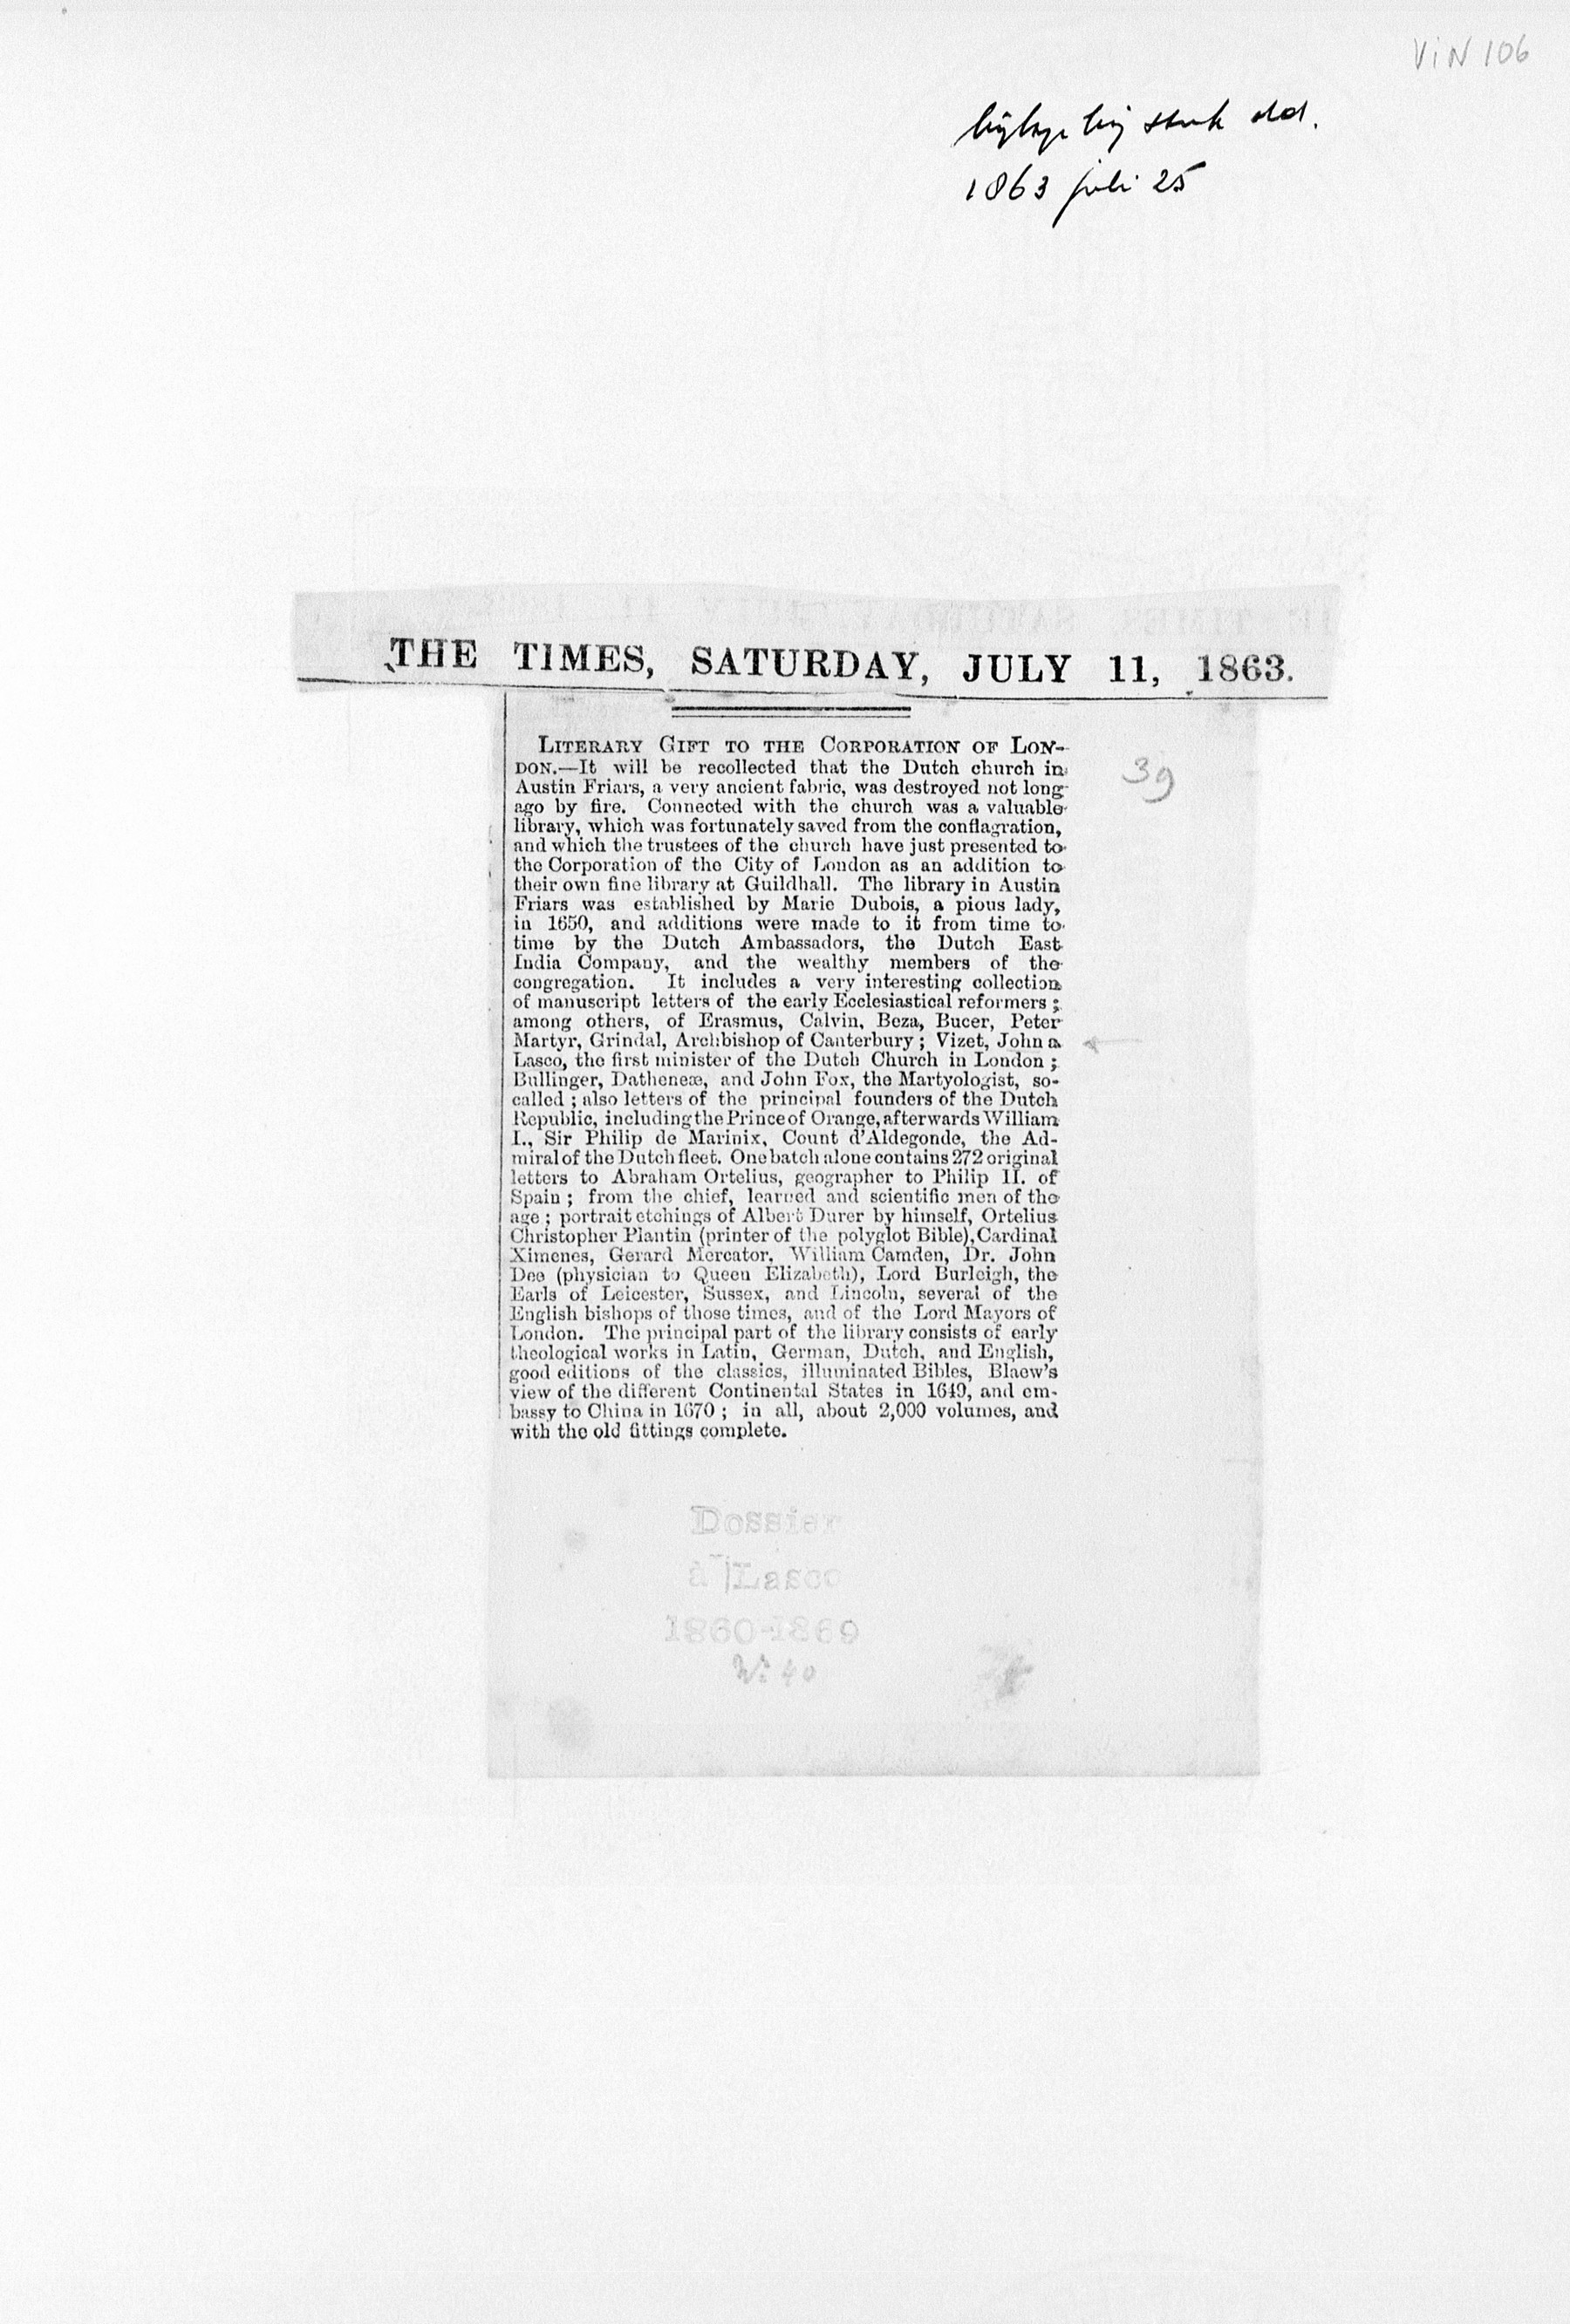 ViN 106
bijlage bij stuk dd.
1863 juli 25
THE TIMES, SATURDAY, JULY 11, 1863.
LITERARY GIFT TO THE CORPORATION OF LON-
DON.—It will be recollected that the Dutch church in
39
Austin Friars, a very ancient fabric, was destroyed not long
ago by fire. Connected with the church was a valuable
library, which was fortunately saved from the conflagration,
and which the trustees of the church have just presented to
the Corporation of the City of London as an addition to
their own fine library at Guildhall. The library in Austin
Friars was established by Marie Dubois, a pious lady,
in 1650, and additions were made to it from time to
time by the Dutch Ambassadors, the Dutch East
India Company, and the wealthy members of the
congregation. It includes a very interesting collection
of manuscript letters of the early Ecclesiastical reformers ;
among others, of Erasmus, Calvin, Beza, Bucer, Peter
Martyr, Grindal, Archbishop of Canterbury ; Vizet, John a
Lasco, the first minister of the Dutch Church in London ;
Bullinger, Datheneæ, and John Fox, the Martyologist, so-
called ; also letters of the principal founders of the Dutch
Republic, including the Prince of Orange, afterwards William
I., Sir Philip de Marinix, Count d'Aldegonde, the Ad-
miral of the Dutch fleet. One batch alone contains 272 original
letters to Abraham Ortelius, geographer to Philip II. of
Spain ; from the chief, learned and scientific men of the
age ; portrait etchings of Albert Durer by himself, Ortelius
Christopher Plantin (printer of the polyglot Bible), Cardinal
Ximenes, Gerard Mercator, William Camden, Dr. John
Dee (physician to Queen Elizabeth), Lord Burleigh, the
Earls of Leicester, Sussex, and Lincoln, several of the
English bishops of those times, and of the Lord Mayors of
London. The principal part of the library consists of early
theological works in Latin, German, Dutch, and English,
good editions of the classics, illuminated Bibles, Blaew's
view of the different Continental States in 1649, and em-
bassy to China in 1670 ; in all, about 2,000 volumes, and
with the old fittings complete.
Dossier
à Lasco
1860-1869
Nº 40